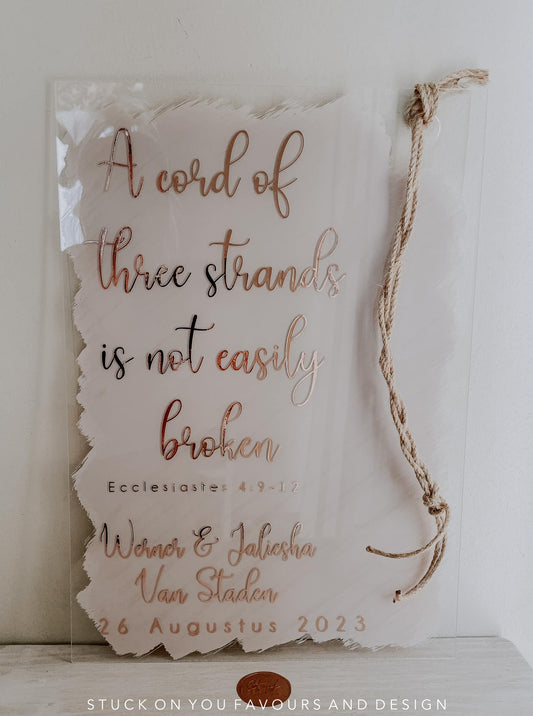 A cord of
three strands
is not easily
broken
Ecclesiastes 4:9-12
Werner & Jaliesha
Van Staden
26 Augustus 2023
STUCK ON YOU FAVOURS AND DESIGN